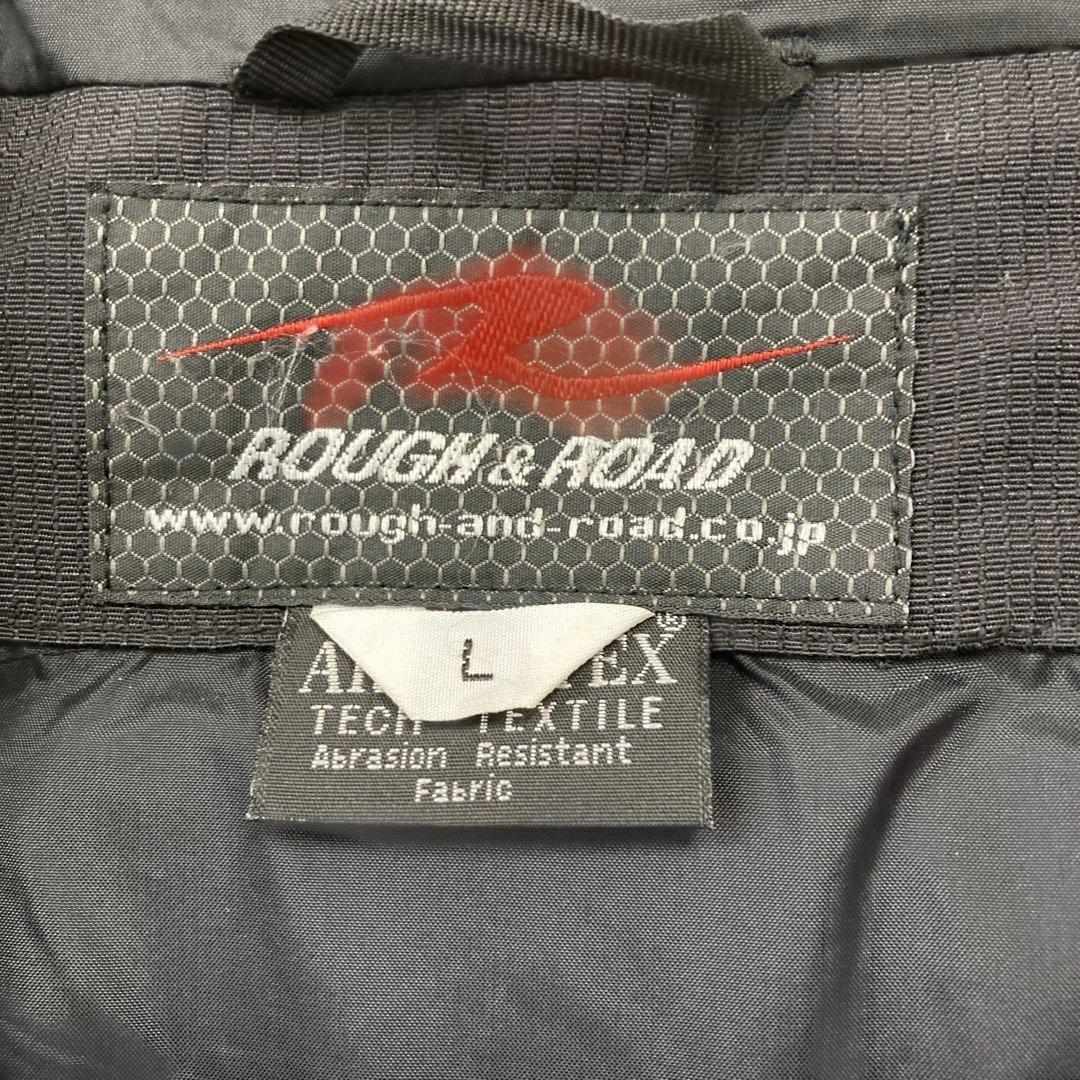 ROUGH & ROAD
www.rough-and-road.co.jp
L
®
TECH TEXTILE
Abrasion Resistant
Fabric